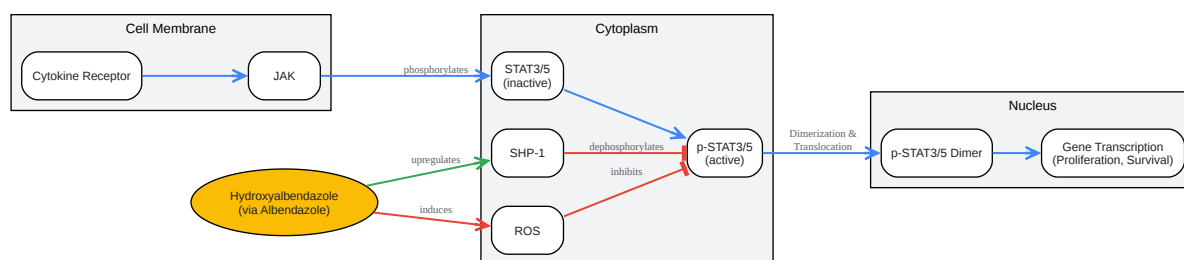 Cell Membrane
Cytokine Receptor
JAK
phosphorylates
Cytoplasm
STAT3/5
(inactive)
SHP-1
ROS
upregulates
induces
Hydroxyalbendazole
(via Albendazole)
dephosphorylates
inhibits
p-STAT3/5
(active)
Dimerization &
Translocation
Nucleus
p-STAT3/5 Dimer
Gene Transcription
(Proliferation, Survival)